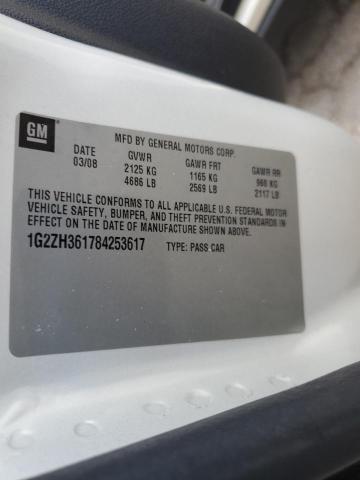 GM
MFD BY GENERAL MOTORS CORP.
DATE GVWR GAWR FRT GAWR RR
03/08 2125 KG 1165 KG 960 KG
4686 LB 2569 LB 2117 LB
THIS VEHICLE CONFORMS TO ALL APPLICABLE U.S. FEDERAL MOTOR
VEHICLE SAFETY, BUMPER, AND THEFT PREVENTION STANDARDS IN
EFFECT ON THE DATE OF MANUFACTURE SHOWN ABOVE.
1G2ZH361784253617 TYPE: PASS CAR